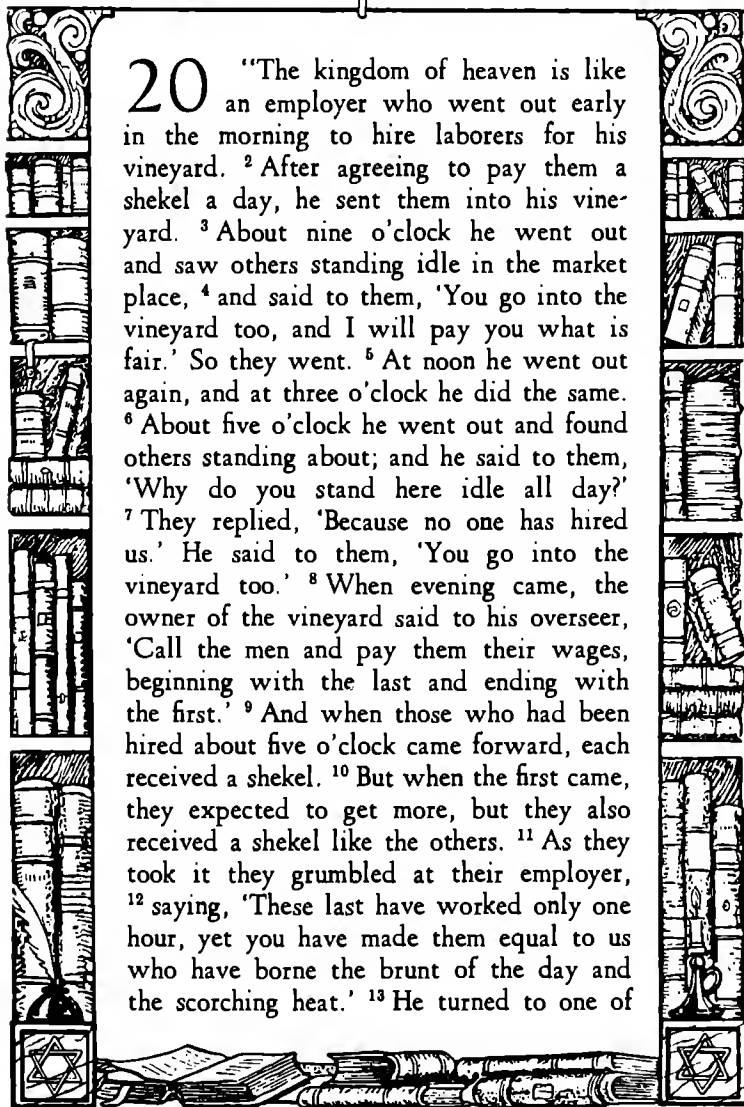 20 "The kingdom of heaven is like
an employer who went out early
in the morning to hire laborers for his
vineyard. ² After agreeing to pay them a
shekel a day, he sent them into his vine-
yard. ³ About nine o'clock he went out
and saw others standing idle in the market
place, ⁴ and said to them, 'You go into the
vineyard too, and I will pay you what is
fair.' So they went. ⁵ At noon he went out
again, and at three o'clock he did the same.
⁶ About five o'clock he went out and found
others standing about; and he said to them,
'Why do you stand here idle all day?'
⁷ They replied, 'Because no one has hired
us.' He said to them, 'You go into the
vineyard too.' ⁸ When evening came, the
owner of the vineyard said to his overseer,
'Call the men and pay them their wages,
beginning with the last and ending with
the first.' ⁹ And when those who had been
hired about five o'clock came forward, each
received a shekel. ¹⁰ But when the first came,
they expected to get more, but they also
received a shekel like the others. ¹¹ As they
took it they grumbled at their employer,
¹² saying, 'These last have worked only one
hour, yet you have made them equal to us
who have borne the brunt of the day and
the scorching heat.' ¹³ He turned to one of